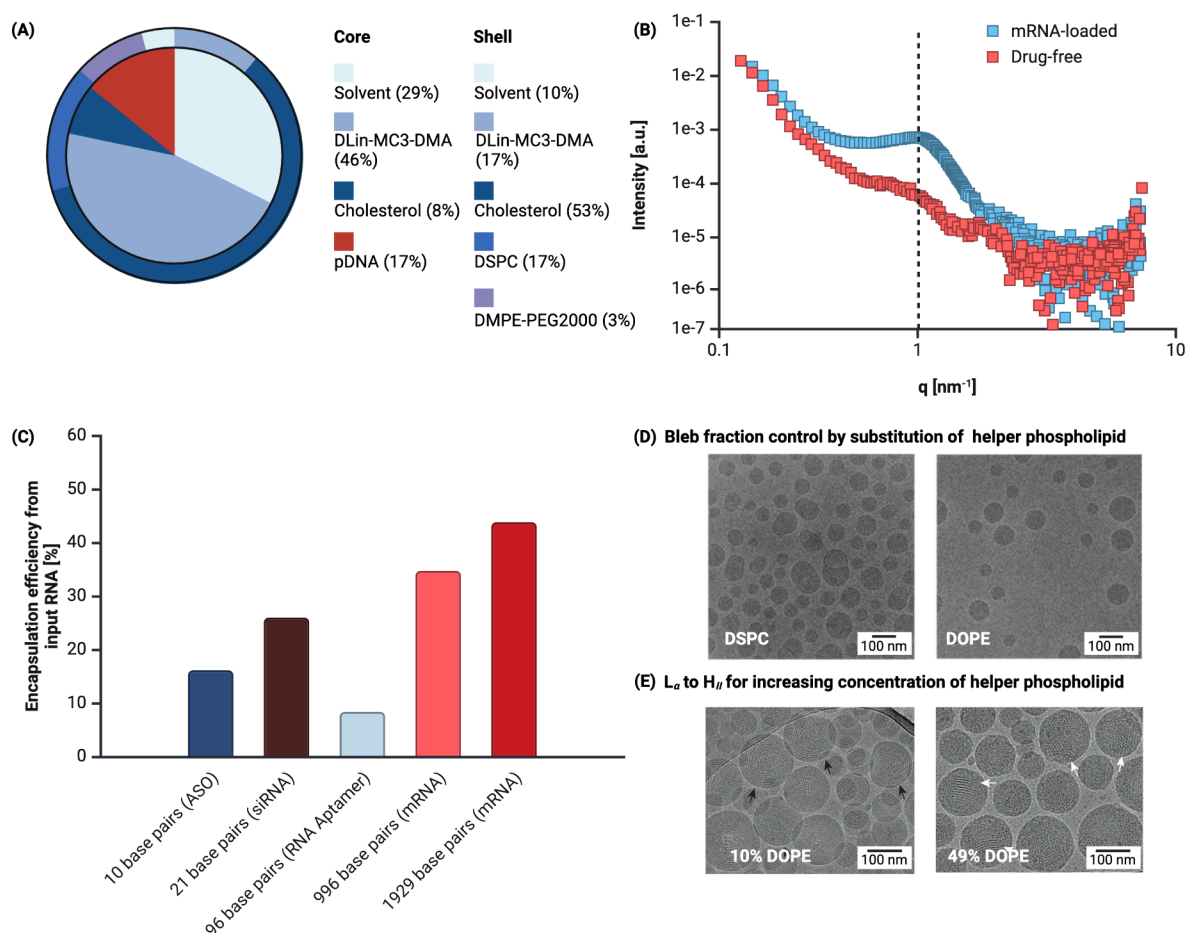 (A)
Core
Shell
Solvent (29%)
Solvent (10%)
DLin-MC3-DMA
(46%)
DLin-MC3-DMA
(17%)
Cholesterol (8%)
Cholesterol (53%)
pDNA (17%)
DSPC (17%)
DMPE-PEG2000 (3%)
(B)
mRNA-loaded
Drug-free
Intensity [a.u.]
1e-1
1e-2
1e-3
1e-4
1e-5
1e-6
1e-7
0.1
1
10
q [nm⁻¹]
(C)
Encapsulation efficiency from
input RNA [%]
60
50
40
30
20
10
0
10 base pairs (ASO)
21 base pairs (siRNA)
96 base pairs (RNA Aptamer)
996 base pairs (mRNA)
1929 base pairs (mRNA)
(D) Bleb fraction control by substitution of helper phospholipid
DSPC
100 nm
DOPE
100 nm
(E) Lα to HII for increasing concentration of helper phospholipid
10% DOPE
100 nm
49% DOPE
100 nm